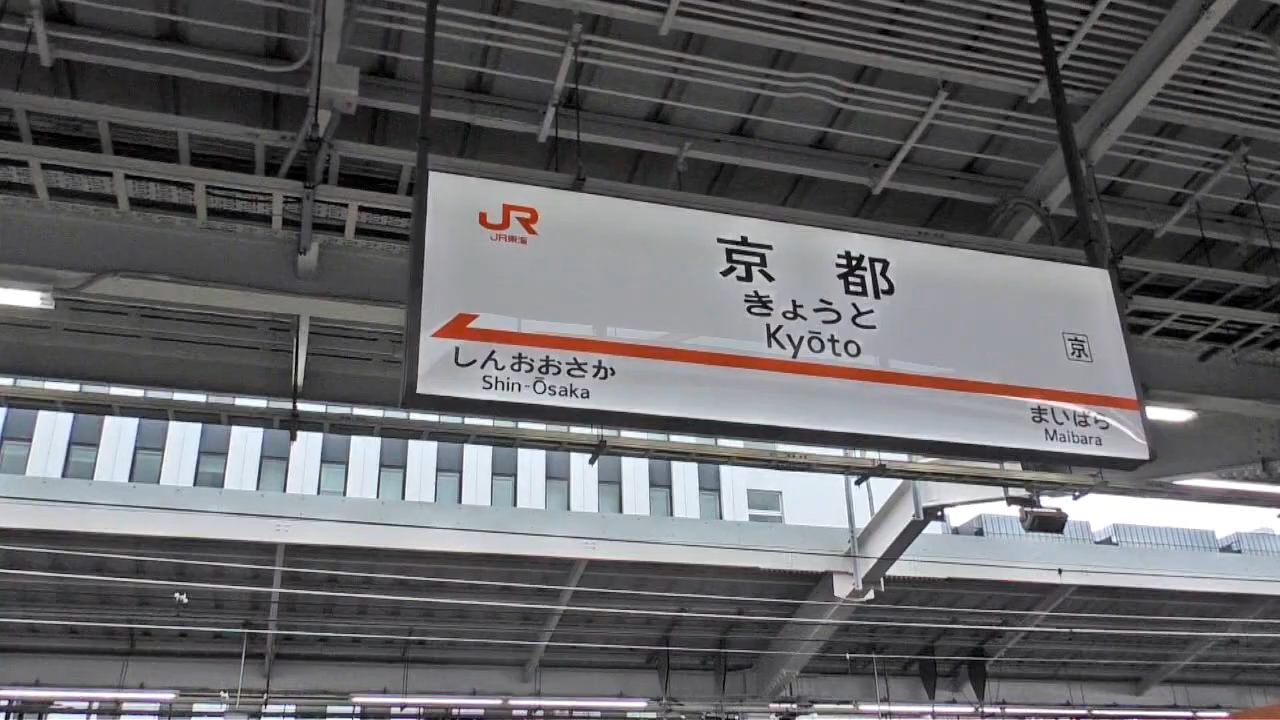 JR
JR東海
京都
きょうと
Kyōto
京
しんおおさか
Shin-Ōsaka
まいばら
Maibara